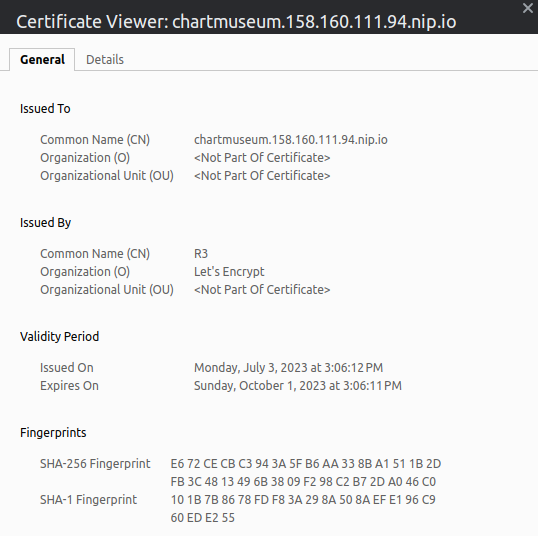 Certificate Viewer: chartmuseum.158.160.111.94.nip.io
General Details
Issued To
Common Name (CN) chartmuseum.158.160.111.94.nip.io
Organization (O) <Not Part Of Certificate>
Organizational Unit (OU) <Not Part Of Certificate>
Issued By
Common Name (CN) R3
Organization (O) Let's Encrypt
Organizational Unit (OU) <Not Part Of Certificate>
Validity Period
Issued On Monday, July 3, 2023 at 3:06:12 PM
Expires On Sunday, October 1, 2023 at 3:06:11 PM
Fingerprints
SHA-256 Fingerprint E6 72 CE CB C3 94 3A 5F B6 AA 33 8B A1 51 1B 2D
FB 3C 48 13 49 6B 38 09 F2 98 C2 B7 2D A0 46 C0
SHA-1 Fingerprint 10 1B 7B 86 78 FD F8 3A 29 8A 50 8A EF E1 96 C9
60 ED E2 55